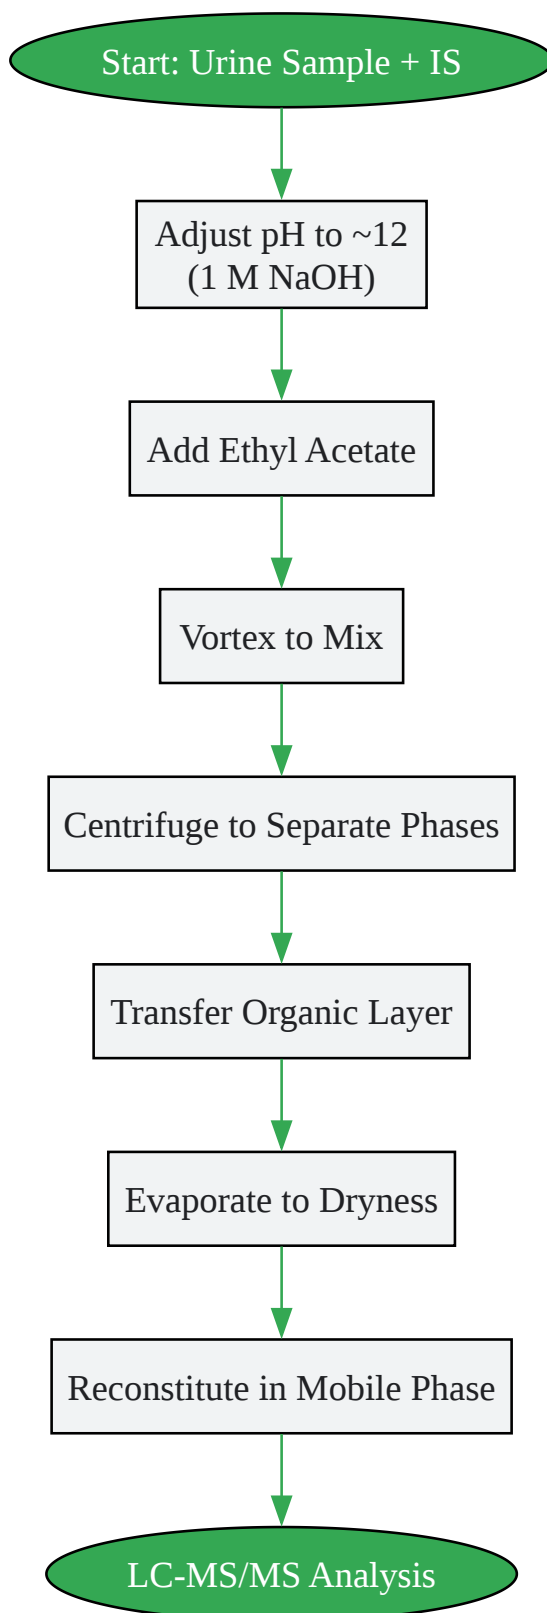 Start: Urine Sample + IS
Adjust pH to ~12
(1 M NaOH)
Add Ethyl Acetate
Vortex to Mix
Centrifuge to Separate Phases
Transfer Organic Layer
Evaporate to Dryness
Reconstitute in Mobile Phase
LC-MS/MS Analysis